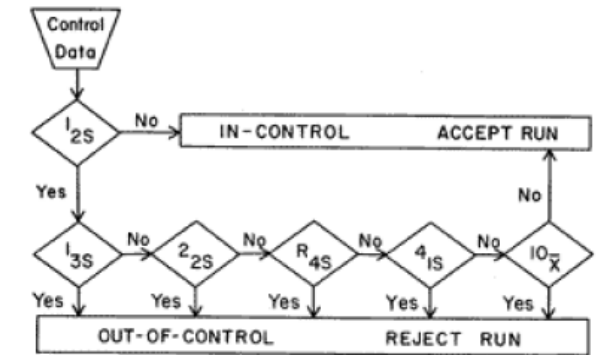 Control
Data
1 2S
No
IN-CONTROL ACCEPT RUN
Yes
No
1 3S
No
2 2S
No
R 4S
No
4 1S
No
10 x̅
Yes
Yes
Yes
Yes
Yes
OUT-OF-CONTROL REJECT RUN